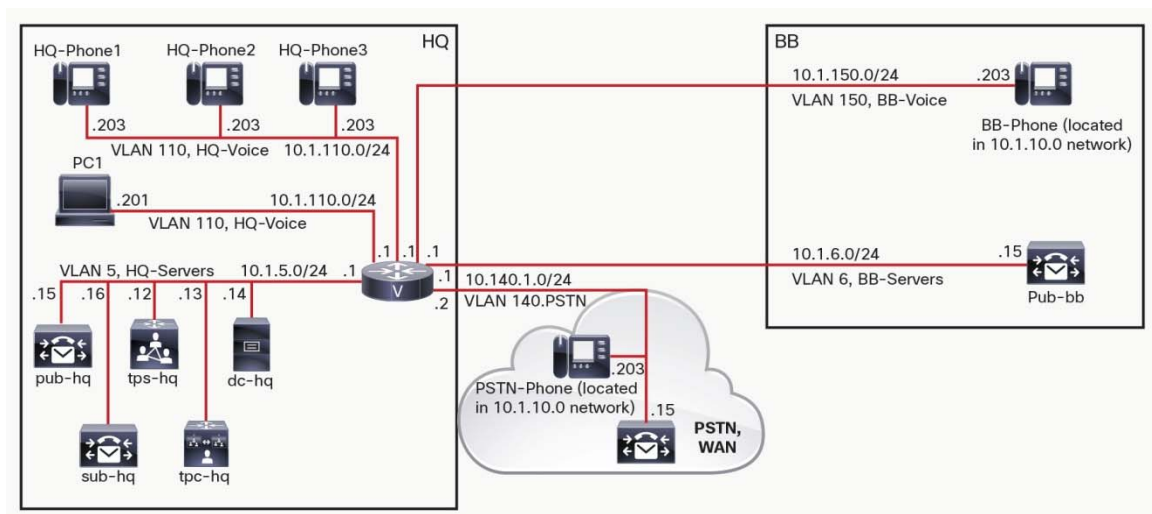 HQ
HQ-Phone1
HQ-Phone2
HQ-Phone3
.203
.203
.203
VLAN 110, HQ-Voice
10.1.110.0/24
PC1
.201
10.1.110.0/24
VLAN 110, HQ-Voice
VLAN 5, HQ-Servers
10.1.5.0/24
.1
.1
.1
.1
.1
.2
V
.15
.16
.12
.13
.14
pub-hq
tps-hq
dc-hq
sub-hq
tpc-hq
10.140.1.0/24
VLAN 140.PSTN
.203
PSTN-Phone (located
in 10.1.10.0 network)
.15
PSTN,
WAN
BB
10.1.150.0/24
.203
VLAN 150, BB-Voice
BB-Phone (located
in 10.1.10.0 network)
10.1.6.0/24
.15
VLAN 6, BB-Servers
Pub-bb